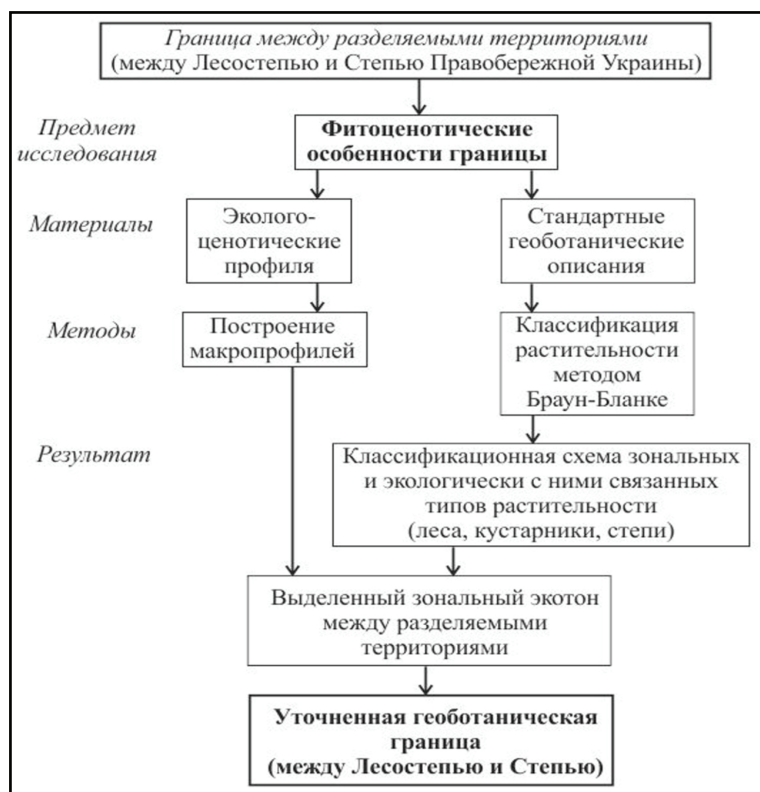 Граница между разделяемыми территориями
(между Лесостепью и Степью Правобережной Украины)
Предмет
исследования
Фитоценотические
особенности границы
Материалы
Эколого-
ценотические
профиля
Стандартные
геоботанические
описания
Методы
Построение
макропрофилей
Классификация
растительности
методом
Браун-Бланке
Результат
Классификационная схема зональных
и экологически с ними связанных
типов растительности
(леса, кустарники, степи)
Выделенный зональный экотон
между разделяемыми
территориями
Уточненная геоботаническая
граница
(между Лесостепью и Степью)